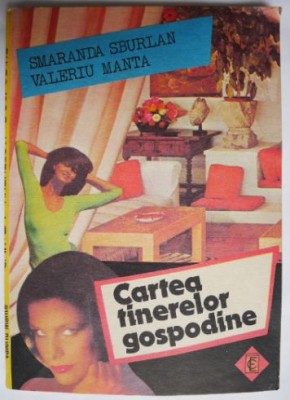 SMARANDA SBURLAN
VALERIU MANTA
Cartea
tinerelor
gospodine